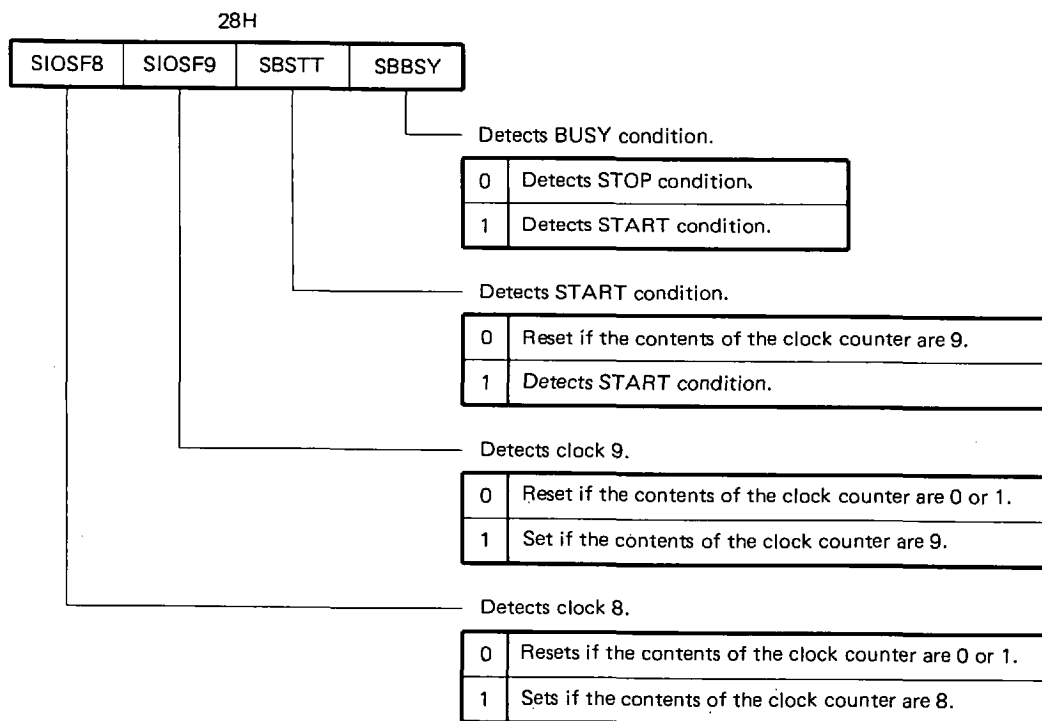 28H
SIOSF8 SIOSF9 SBSTT SBBSY
Detects BUSY condition.
0 Detects STOP condition.
1 Detects START condition.
Detects START condition.
0 Reset if the contents of the clock counter are 9.
1 Detects START condition.
Detects clock 9.
0 Reset if the contents of the clock counter are 0 or 1.
1 Set if the contents of the clock counter are 9.
Detects clock 8.
0 Resets if the contents of the clock counter are 0 or 1.
1 Sets if the contents of the clock counter are 8.